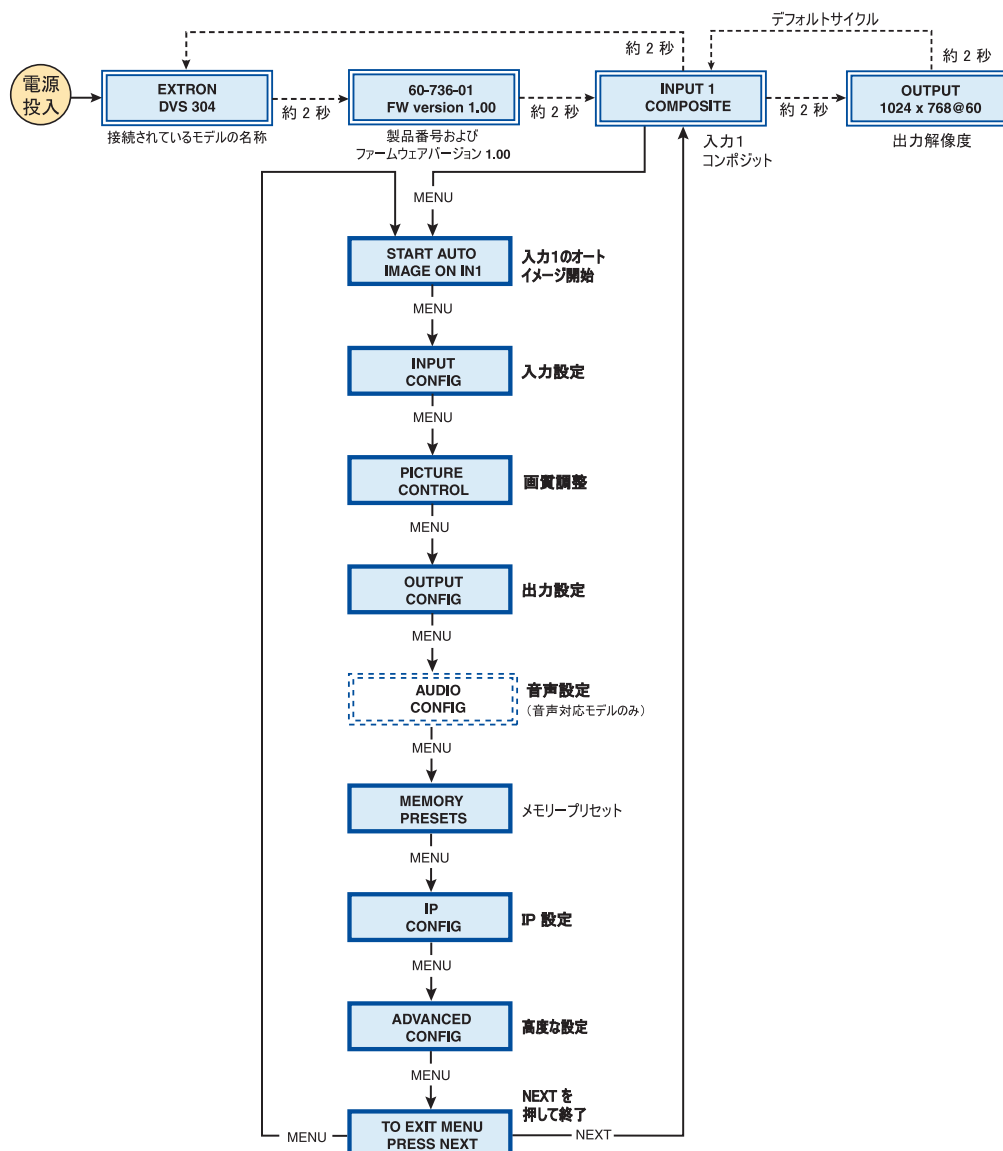 デフォルトサイクル
約 2 秒
約 2 秒
電源
投入
EXTRON
DVS 304
約 2 秒
60-736-01
FW version 1.00
約 2 秒
INPUT 1
COMPOSITE
約 2 秒
OUTPUT
1024 x 768@60
接続されているモデルの名称
製品番号および
ファームウェアバージョン 1.00
入力1
コンポジット
出力解像度
MENU
START AUTO
IMAGE ON IN1
入力1のオート
イメージ開始
MENU
INPUT
CONFIG
入力設定
MENU
PICTURE
CONTROL
画質調整
MENU
OUTPUT
CONFIG
出力設定
MENU
AUDIO
CONFIG
音声設定
（音声対応モデルのみ）
MENU
MEMORY
PRESETS
メモリープリセット
MENU
IP
CONFIG
IP 設定
MENU
ADVANCED
CONFIG
高度な設定
MENU
NEXT を
押して終了
MENU
TO EXIT MENU
PRESS NEXT
NEXT